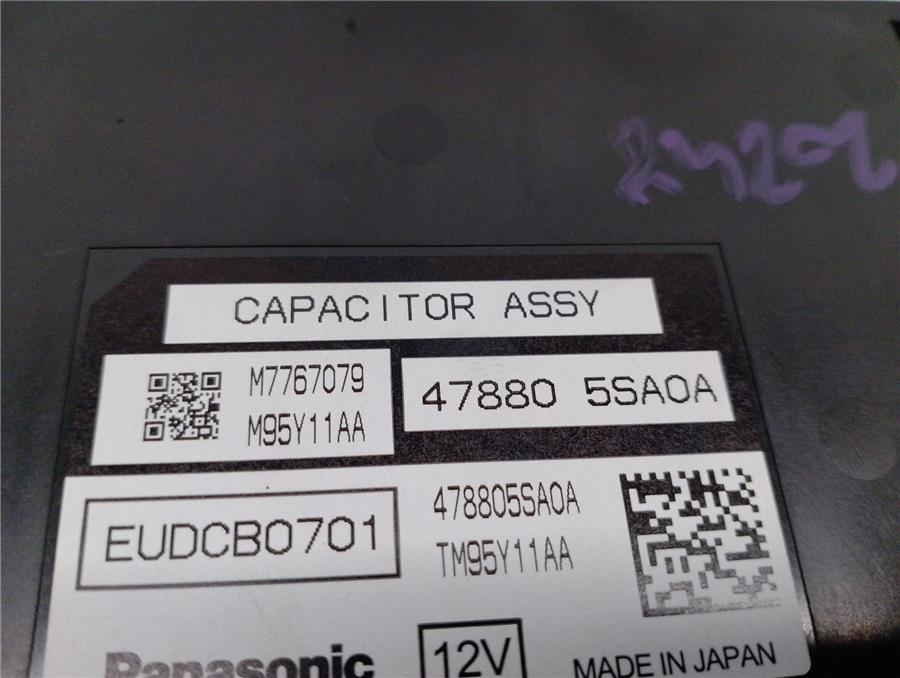 CAPACITOR ASSY
M7767079
M95Y11AA
47880 5SA0A
EUDCB0701
478805SA0A
TM95Y11AA
Panasonic
12V
MADE IN JAPAN